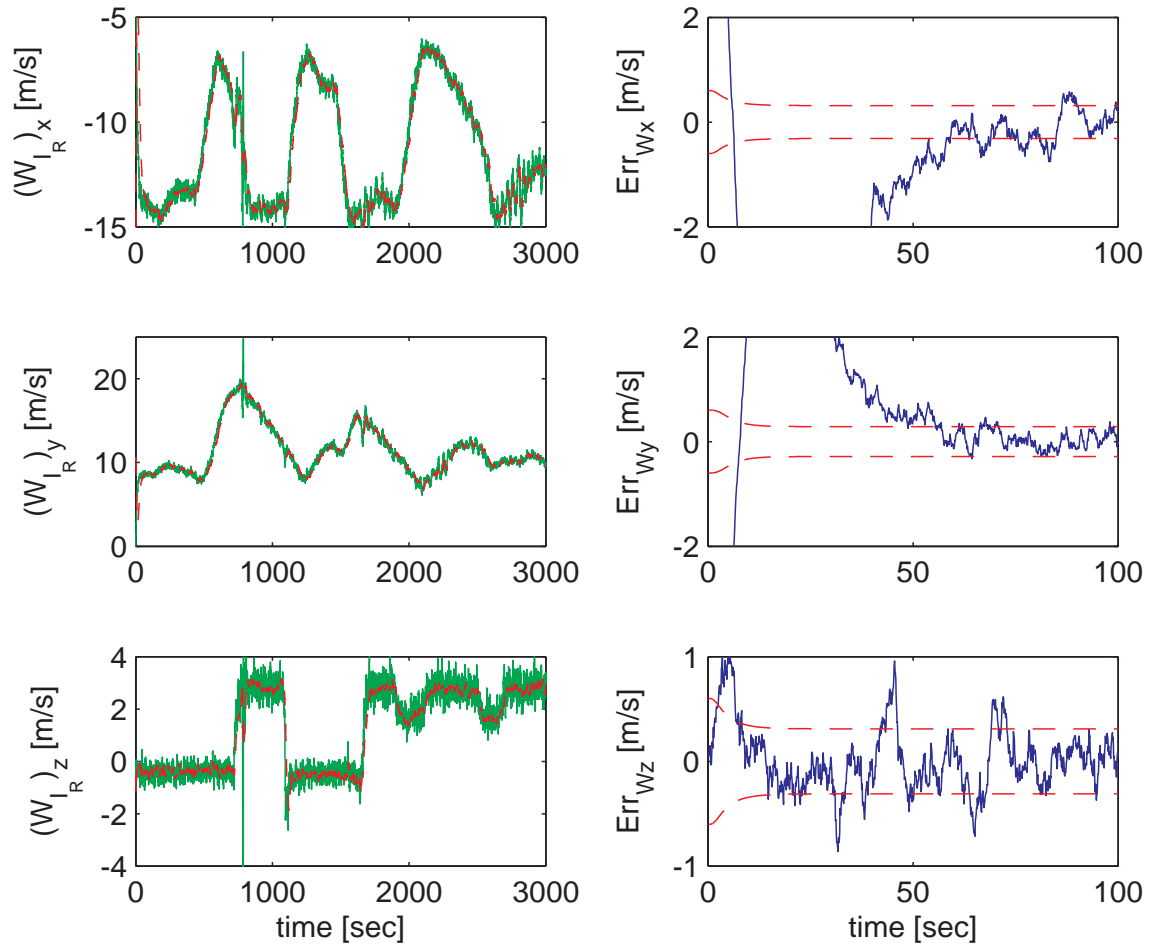 (W_I_R)_x [m/s]
-5
-10
-15
0 1000 2000 3000
Err_Wx [m/s]
2
0
-2
0 50 100
(W_I_R)_y [m/s]
20
10
0
0 1000 2000 3000
Err_Wy [m/s]
2
0
-2
0 50 100
(W_I_R)_z [m/s]
4
2
0
-2
-4
0 1000 2000 3000
time [sec]
Err_Wz [m/s]
1
0
-1
0 50 100
time [sec]